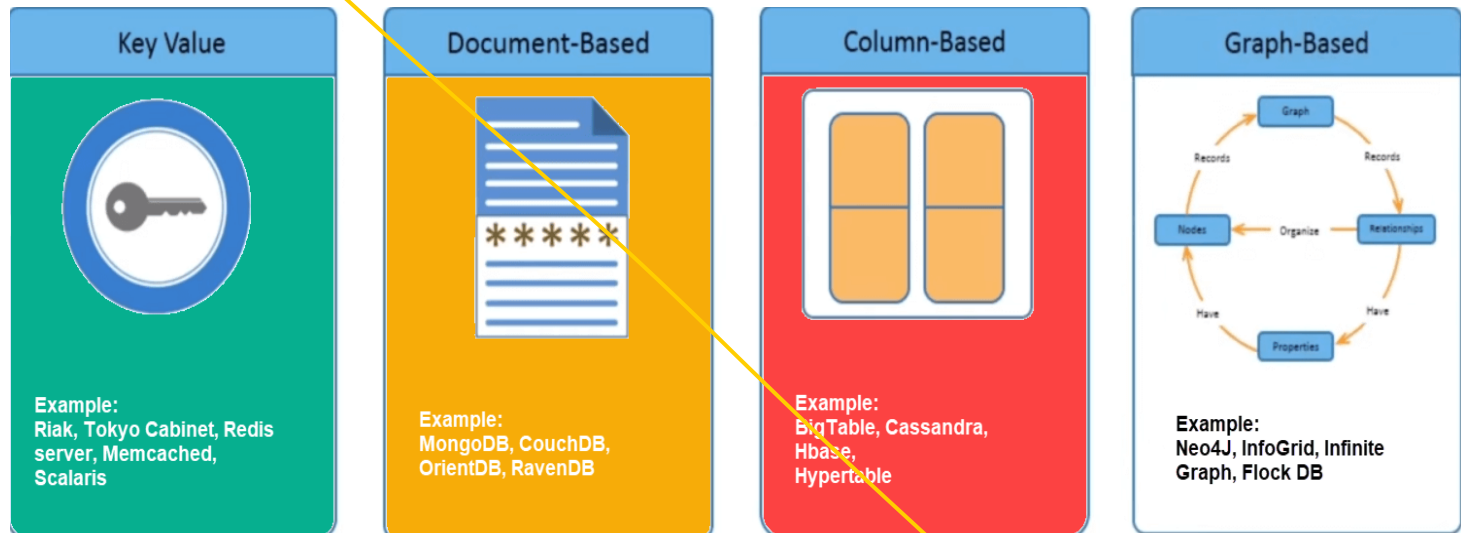 Key Value
Example:
Riak, Tokyo Cabinet, Redis
server, Memcached,
Scalaris
Document-Based
*****
Example:
MongoDB, CouchDB,
OrientDB, RavenDB
Column-Based
Example:
BigTable, Cassandra,
Hbase,
Hypertable
Graph-Based
Graph
Records
Records
Nodes
Organize
Relationships
Have
Have
Properties
Example:
Neo4J, InfoGrid, Infinite
Graph, Flock DB